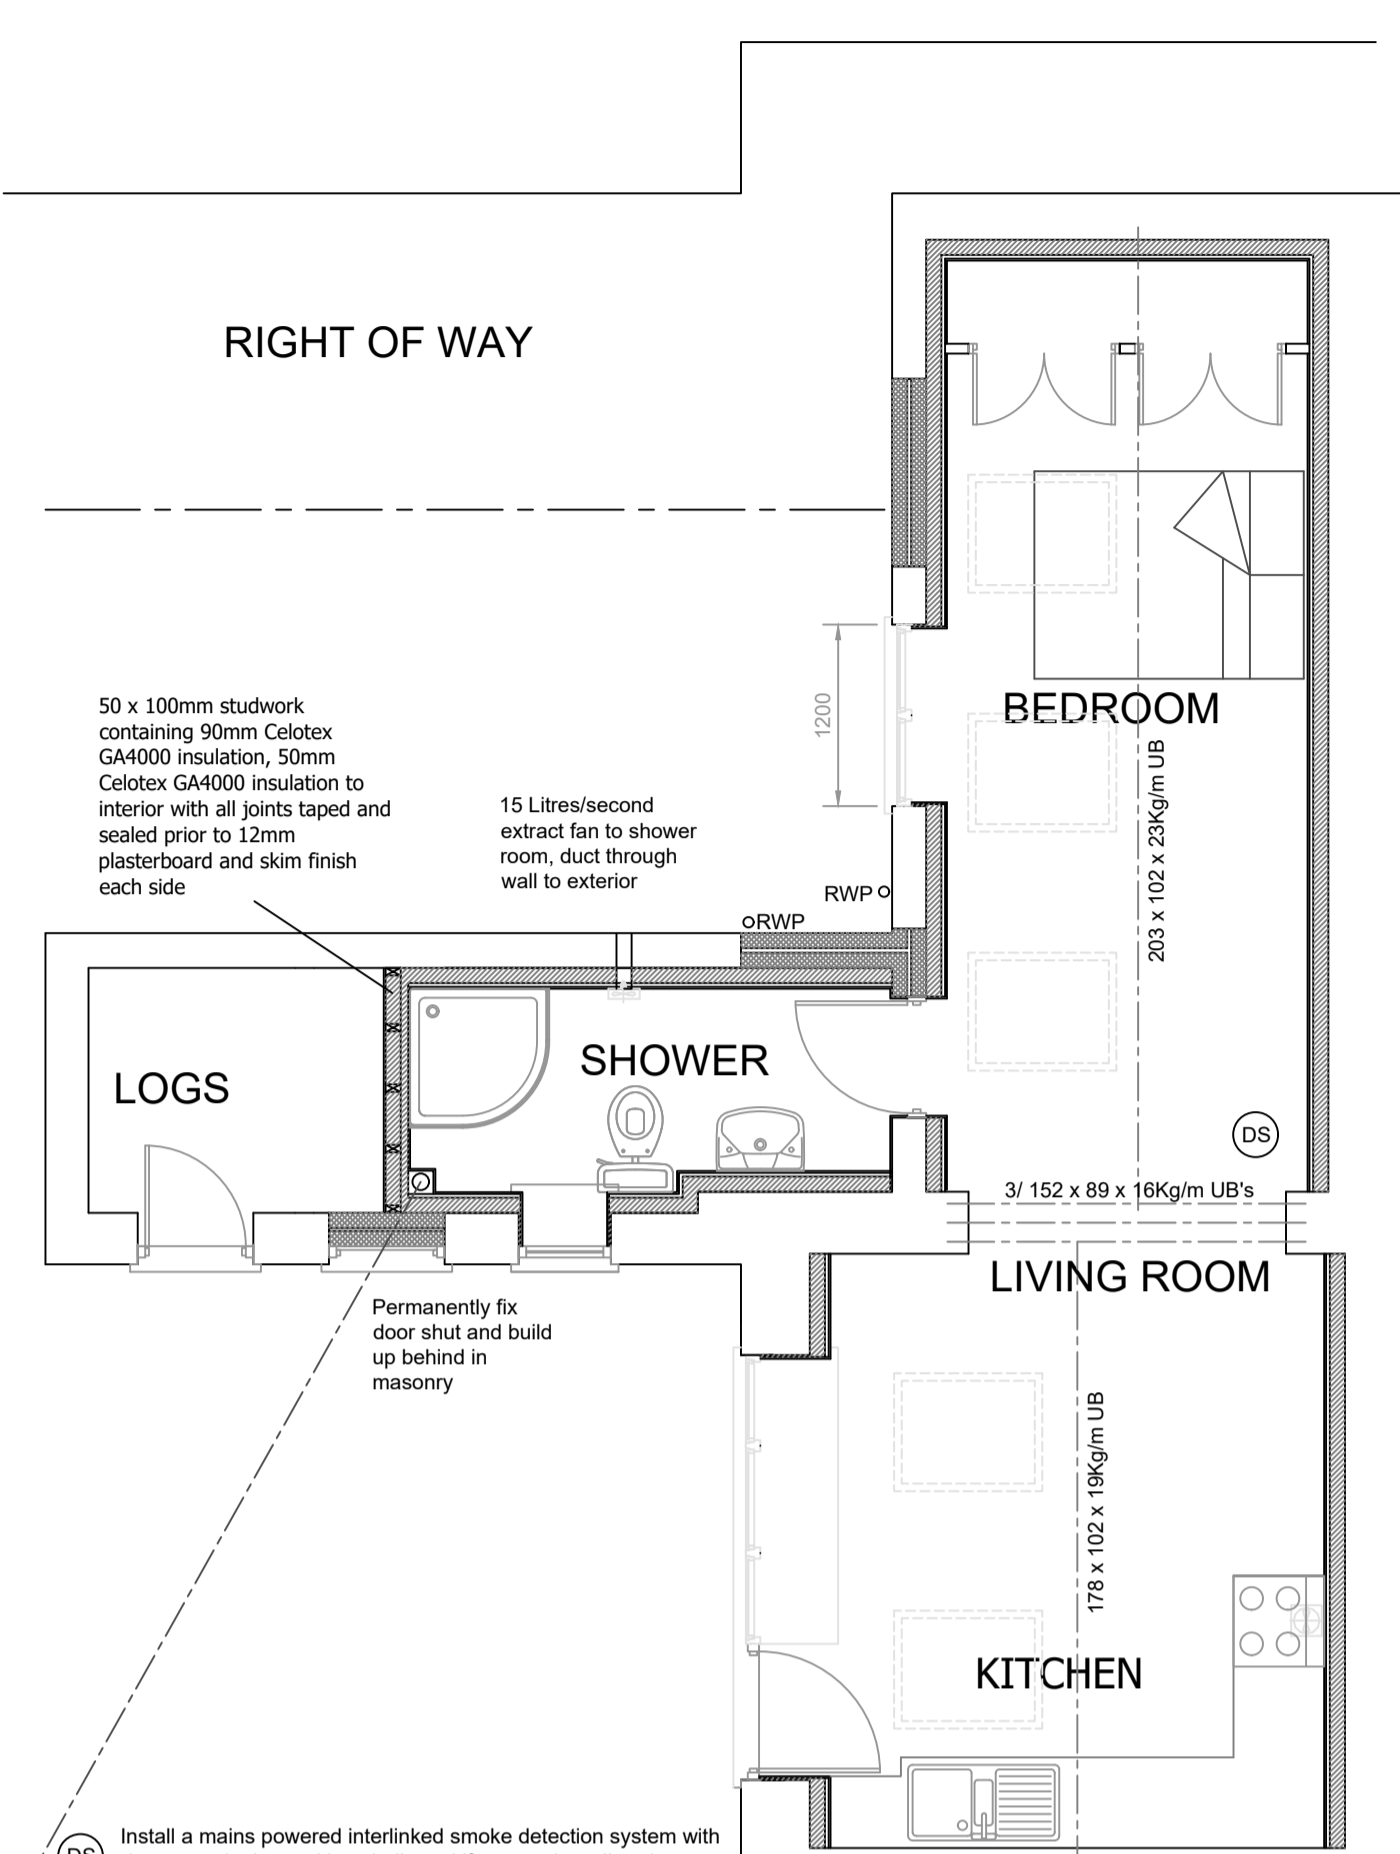 RIGHT OF WAY
50 x 100mm studwork
containing 90mm Celotex
GA4000 insulation, 50mm
Celotex GA4000 insulation to
interior with all joints taped and
sealed prior to 12mm
plasterboard and skim finish
each side
15 Litres/second
extract fan to shower
room, duct through
wall to exterior
1200
BEDROOM
203 x 102 x 23Kg/m UB
RWP
RWP
LOGS
SHOWER
DS
3/ 152 x 89 x 16Kg/m UB's
LIVING ROOM
Permanently fix
door shut and build
up behind in
masonry
178 x 102 x 19Kg/m UB
KITCHEN
DS
Install a mains powered interlinked smoke detection system with